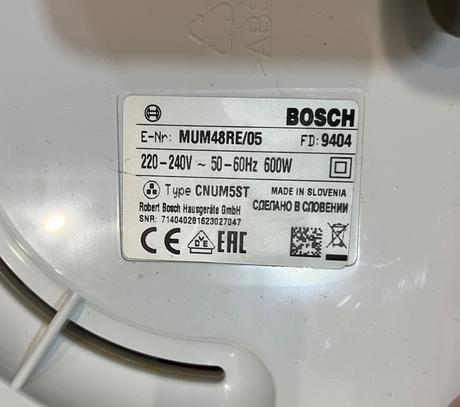 >ABS
BOSCH
E-Nr: MUM48RE/05 FD: 9404
220-240V ~ 50-60Hz 600W
Type CNUM5ST MADE IN SLOVENIA
Robert Bosch Hausgeräte GmbH СДЕЛАНО В СЛОВЕНИИ
SNR: 714040281623027047
CE VDE EAC